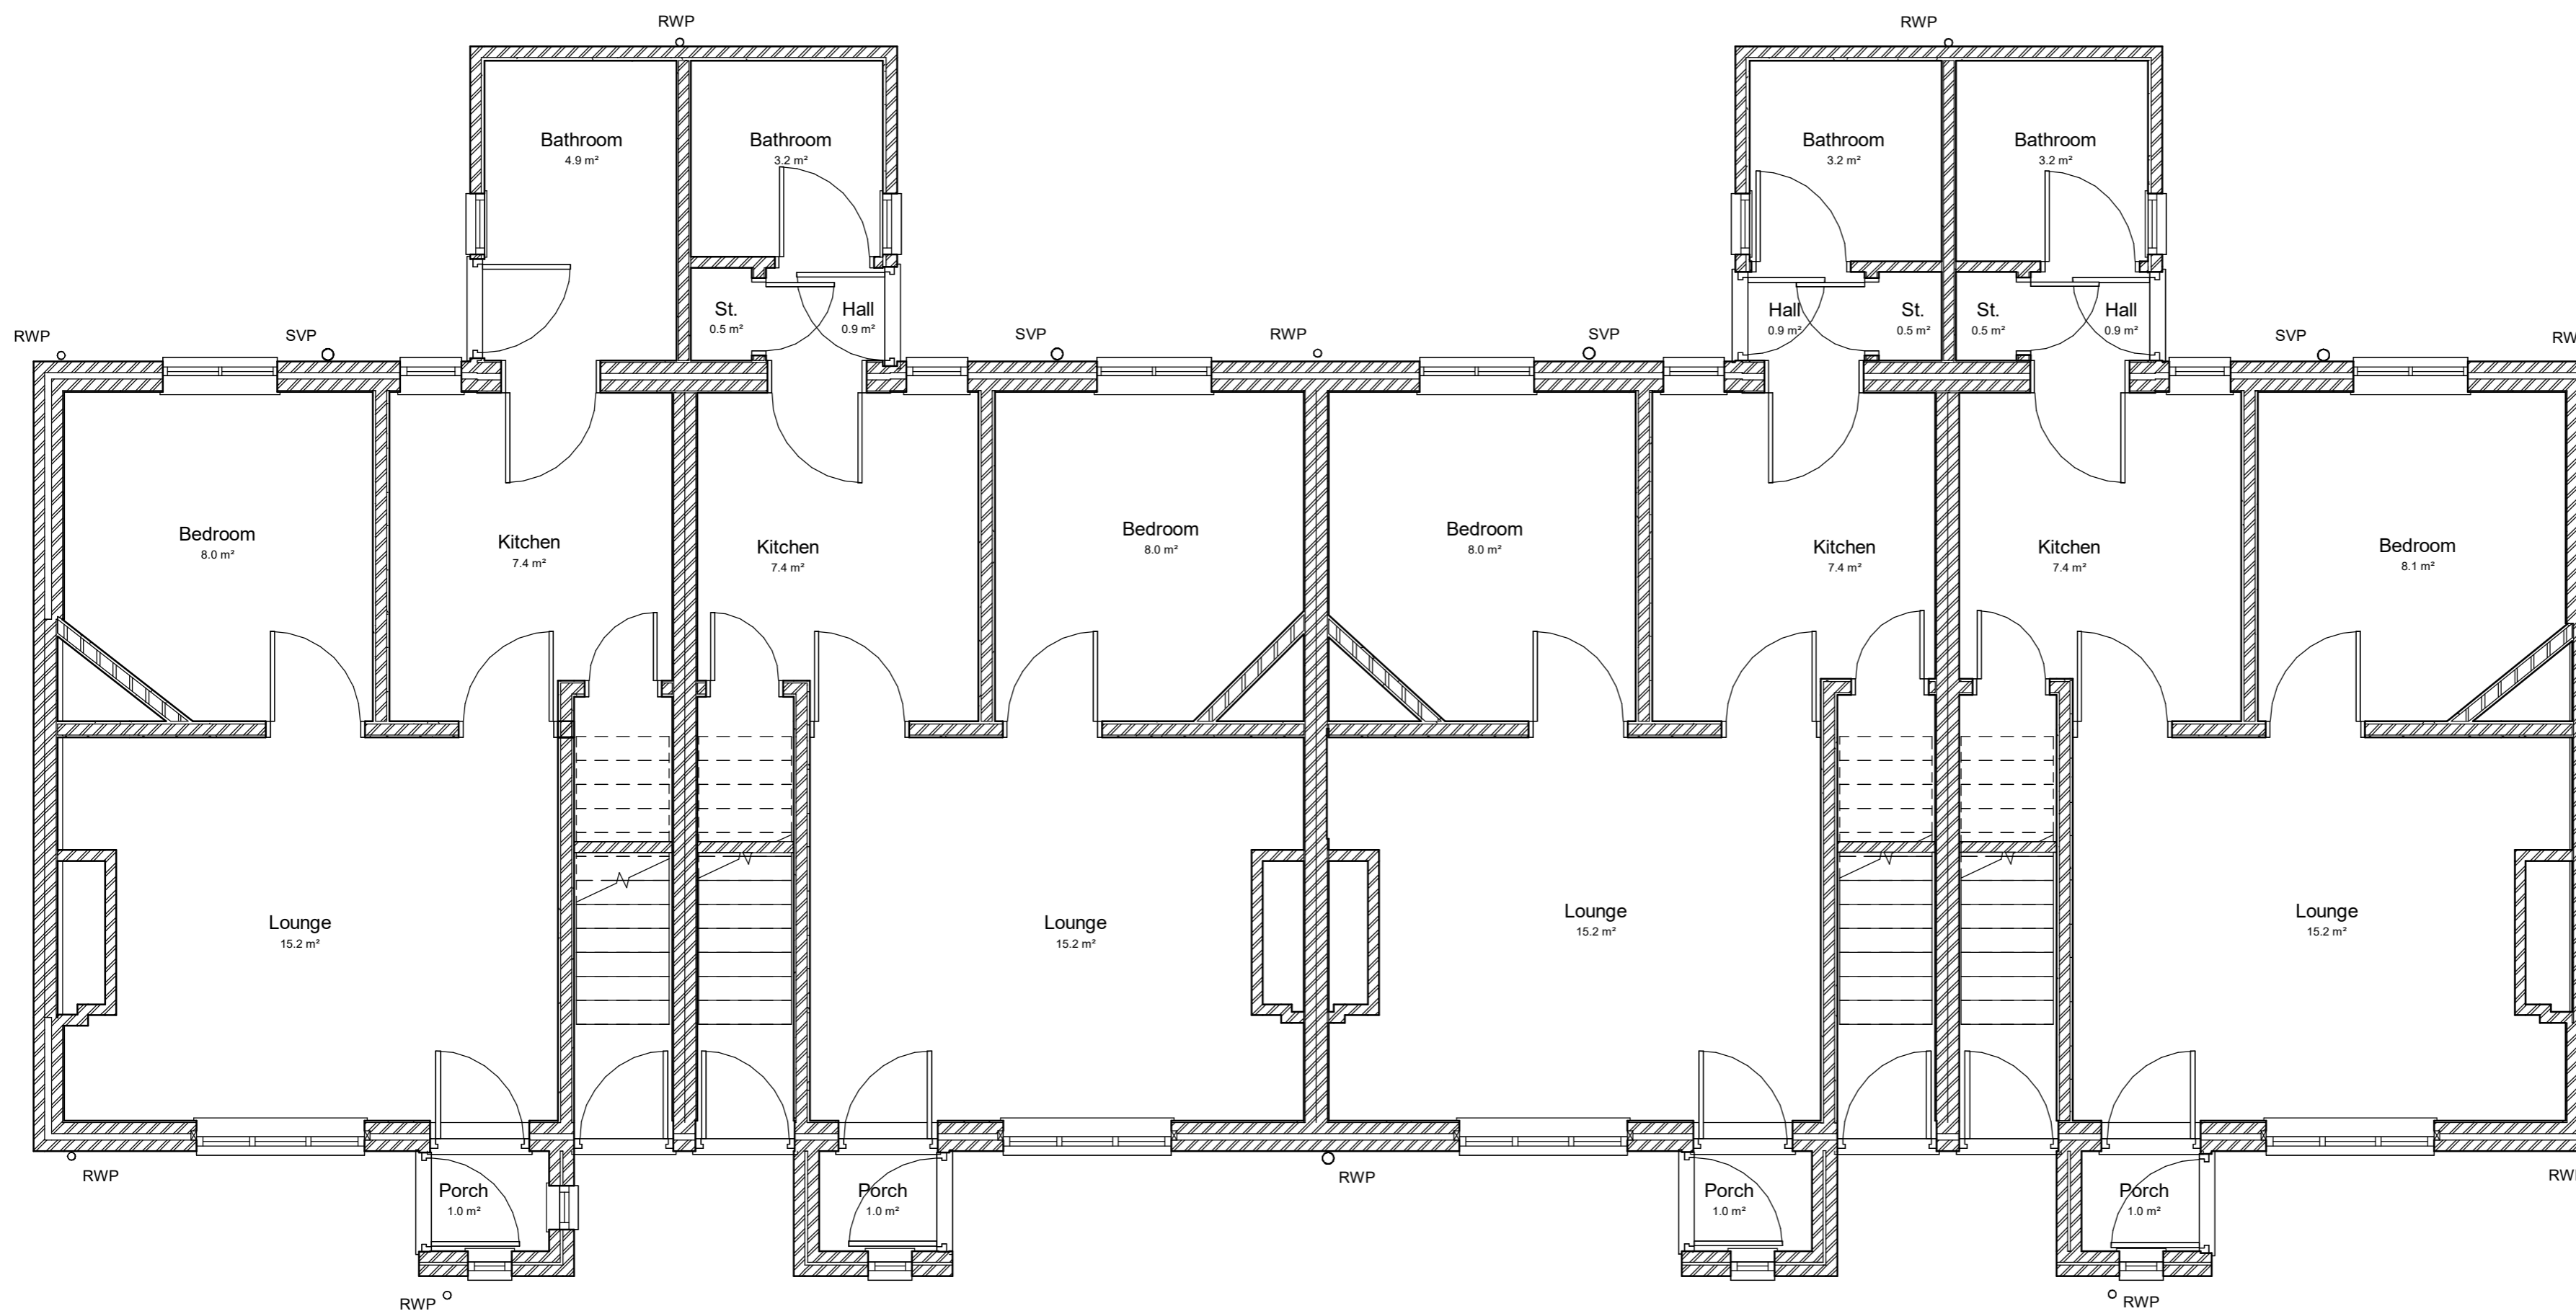 RWP
RWP
Bathroom
4.9 m²
Bathroom
3.2 m²
Bathroom
3.2 m²
Bathroom
3.2 m²
St.
0.5 m²
Hall
0.9 m²
Hall
0.9 m²
St.
0.5 m²
St.
0.5 m²
Hall
0.9 m²
RWP
SVP
SVP
RWP
SVP
SVP
RW
Bedroom
8.0 m²
Kitchen
7.4 m²
Kitchen
7.4 m²
Bedroom
8.0 m²
Bedroom
8.0 m²
Kitchen
7.4 m²
Kitchen
7.4 m²
Bedroom
8.1 m²
Lounge
15.2 m²
Lounge
15.2 m²
Lounge
15.2 m²
Lounge
15.2 m²
RWP
RWP
RW
Porch
1.0 m²
Porch
1.0 m²
Porch
1.0 m²
Porch
1.0 m²
RWP
RWP